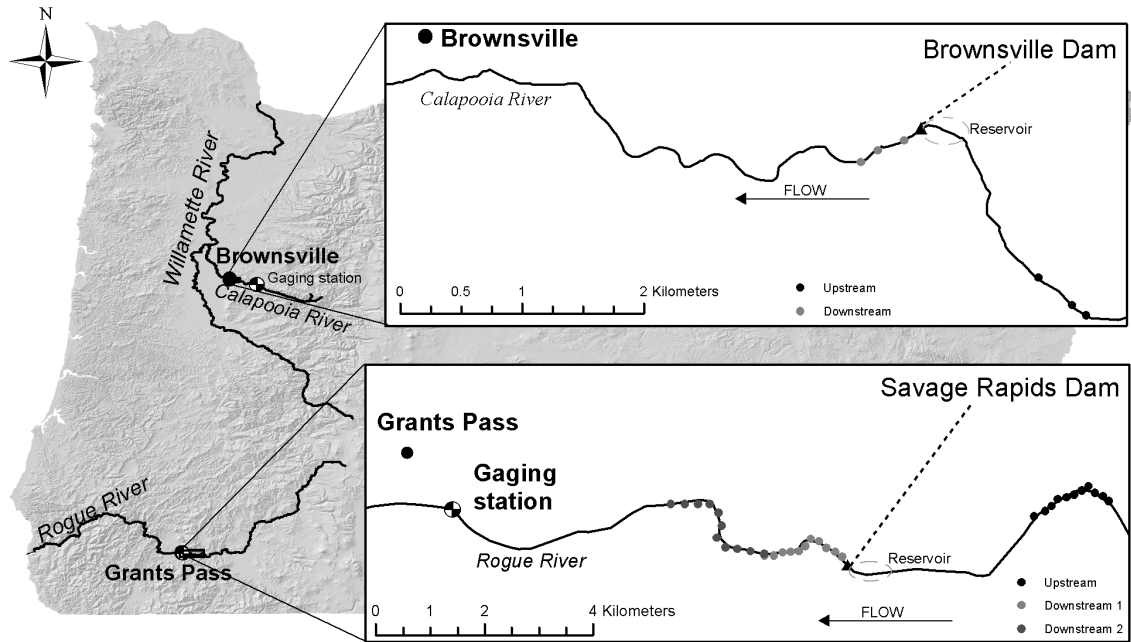 N
Willamette River
Brownsville
Gaging station
Calapooia River
Rogue River
Grants Pass
Brownsville
Brownsville Dam
Calapooia River
Reservoir
FLOW
0 0.5 1 2 Kilometers
Upstream
Downstream
Savage Rapids Dam
Grants Pass
Gaging
station
Rogue River
Reservoir
0 1 2 4 Kilometers
FLOW
Upstream
Downstream 1
Downstream 2